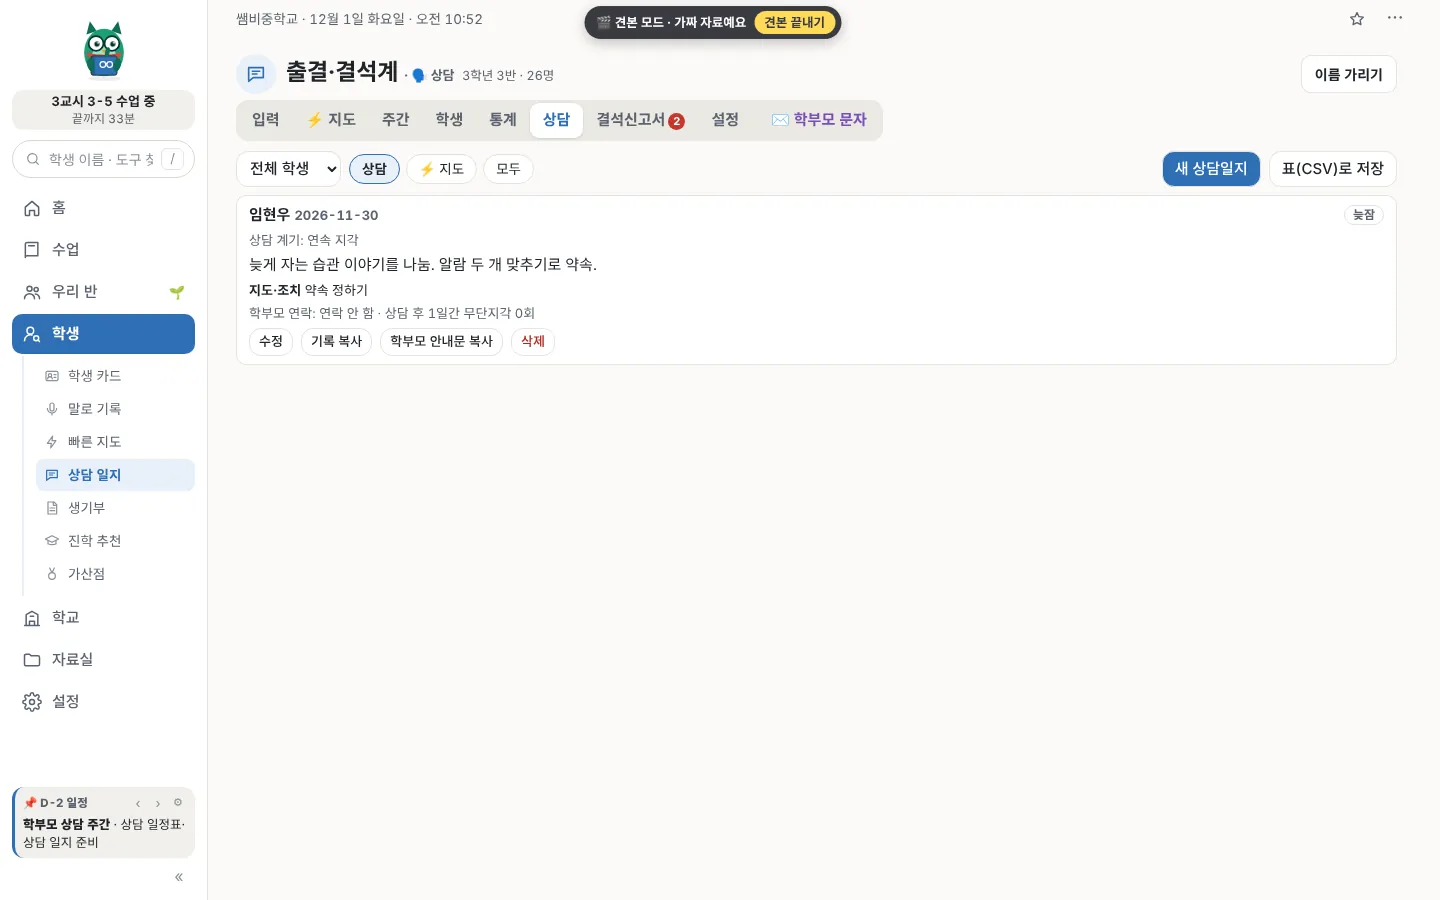 쌤비중학교 · 12월 1일 화요일 · 오전 10:52
🎬 견본 모드 · 가짜 자료예요 견본 끝내기
3교시 3-5 수업 중
끝까지 33분
학생 이름 · 도구 /
홈
수업
우리 반 🌱
학생
학생 카드
말로 기록
빠른 지도
상담 일지
생기부
진학 추천
가산점
학교
자료실
설정
📌 D-2 일정 ‹ › ⚙
학부모 상담 주간 · 상담 일정표·
상담 일지 준비
«
출결·결석계 · 🗣 상담 3학년 3반 · 26명
이름 가리기
입력 ⚡ 지도 주간 학생 통계 상담 결석신고서 2 설정 ✉️ 학부모 문자
전체 학생 상담 ⚡ 지도 모두 새 상담일지 표(CSV)로 저장
임현우 2026-11-30 늦잠
상담 계기: 연속 지각
늦게 자는 습관 이야기를 나눔. 알람 두 개 맞추기로 약속.
지도·조치 약속 정하기
학부모 연락: 연락 안 함 · 상담 후 1일간 무단지각 0회
수정 기록 복사 학부모 안내문 복사 삭제